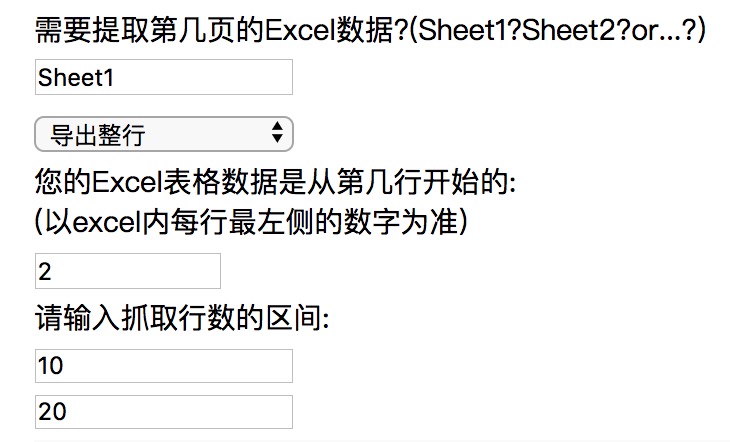 需要提取第几页的Excel数据?(Sheet1?Sheet2?or...?)
Sheet1
导出整行
您的Excel表格数据是从第几行开始的:
(以excel内每行最左侧的数字为准)
2
请输入抓取行数的区间:
10
20